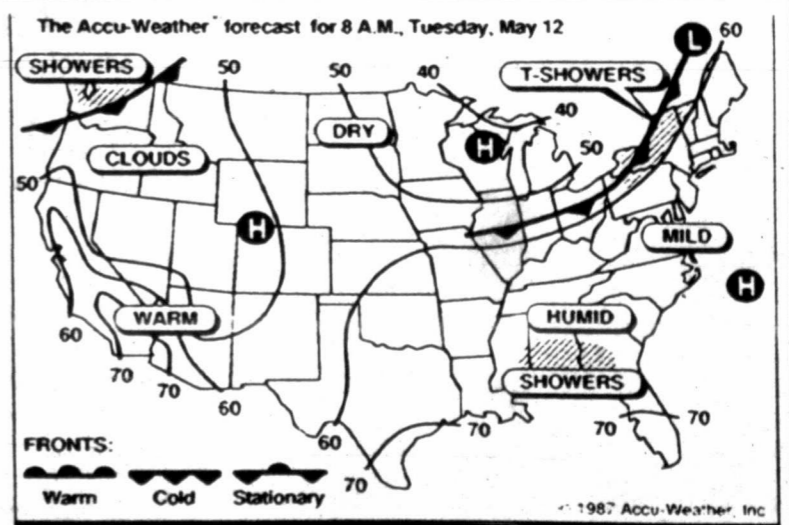 The Accu-Weather forecast for 8 A.M., Tuesday, May 12
60
L
SHOWERS
50
50
40
T-SHOWERS
40
DRY
H
CLOUDS
50
50
H
MILD
H
WARM
HUMID
60
70
70
60
SHOWERS
60
70
70
70
70
FRONTS:
Warm
Cold
Stationary
© 1987 Accu-Weather, Inc